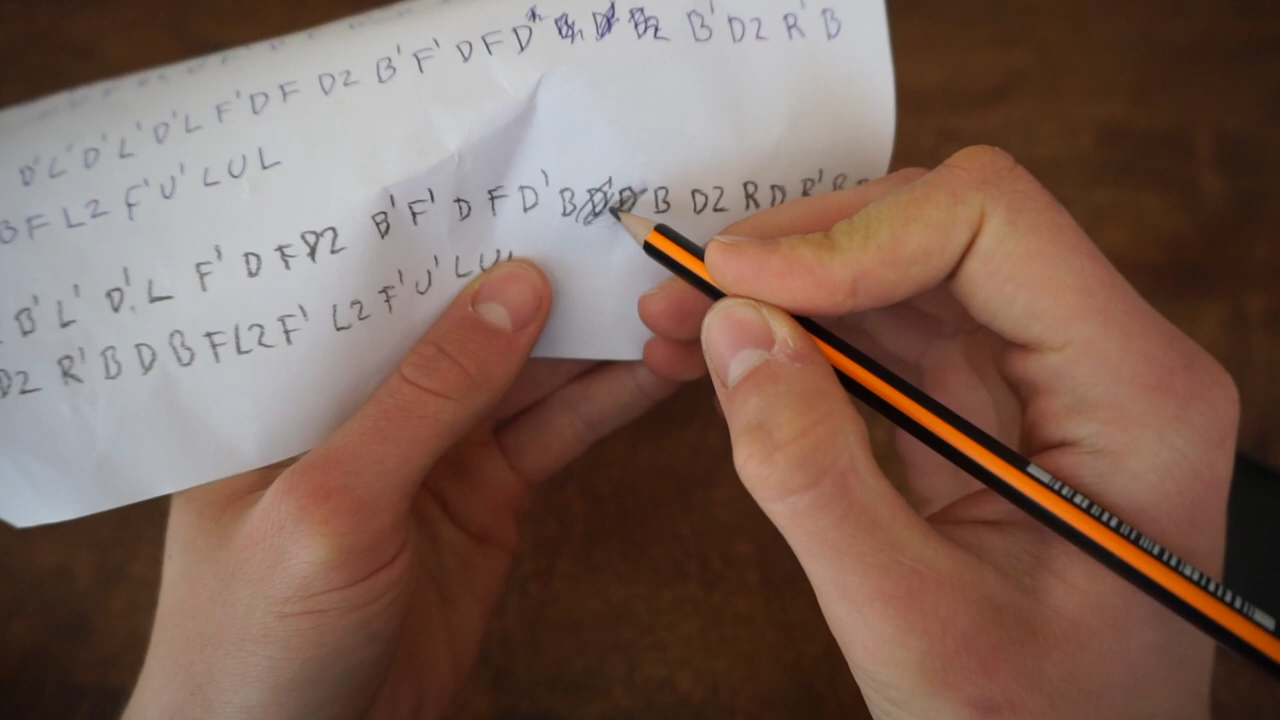 D' L' D' L' D' L F' D F D2 B' F' D F D' B' D2 R' B
B F L2 F' U' L U L
B' L' D' L F' D F D2 B' F' D F D' B B D2 R D R' B
D2 R' B D B F L2 F' L2 F' U' L U